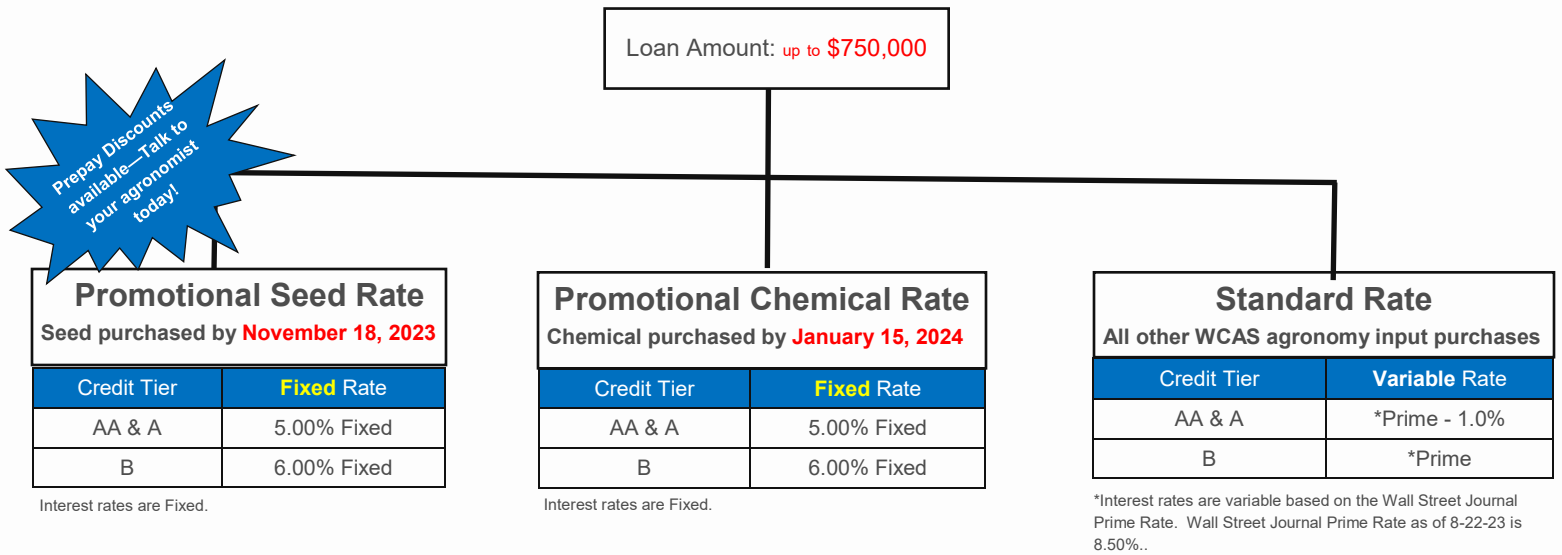 Loan Amount: up to $750,000
Prepay Discounts
available—Talk to
your agronomist
today!
Promotional Seed Rate
Seed purchased by November 18, 2023
Credit Tier Fixed Rate
AA & A 5.00% Fixed
B 6.00% Fixed
Interest rates are Fixed.
Promotional Chemical Rate
Chemical purchased by January 15, 2024
Credit Tier Fixed Rate
AA & A 5.00% Fixed
B 6.00% Fixed
Interest rates are Fixed.
Standard Rate
All other WCAS agronomy input purchases
Credit Tier Variable Rate
AA & A *Prime - 1.0%
B *Prime
*Interest rates are variable based on the Wall Street Journal
Prime Rate.  Wall Street Journal Prime Rate as of 8-22-23 is
8.50%..